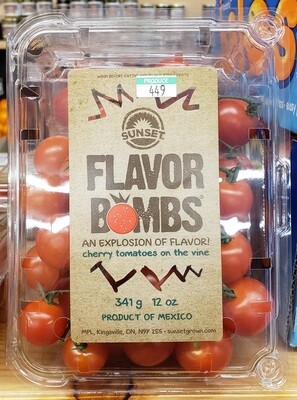 PRODUCE
449
SUNSET
FLAVOR
BOMBS
AN EXPLOSION OF FLAVOR!
cherry tomatoes on the vine
341 g 12 oz
PRODUCT OF MEXICO
MPL, Kingsville, ON, N9Y 2E5 • sunsetgrown.com